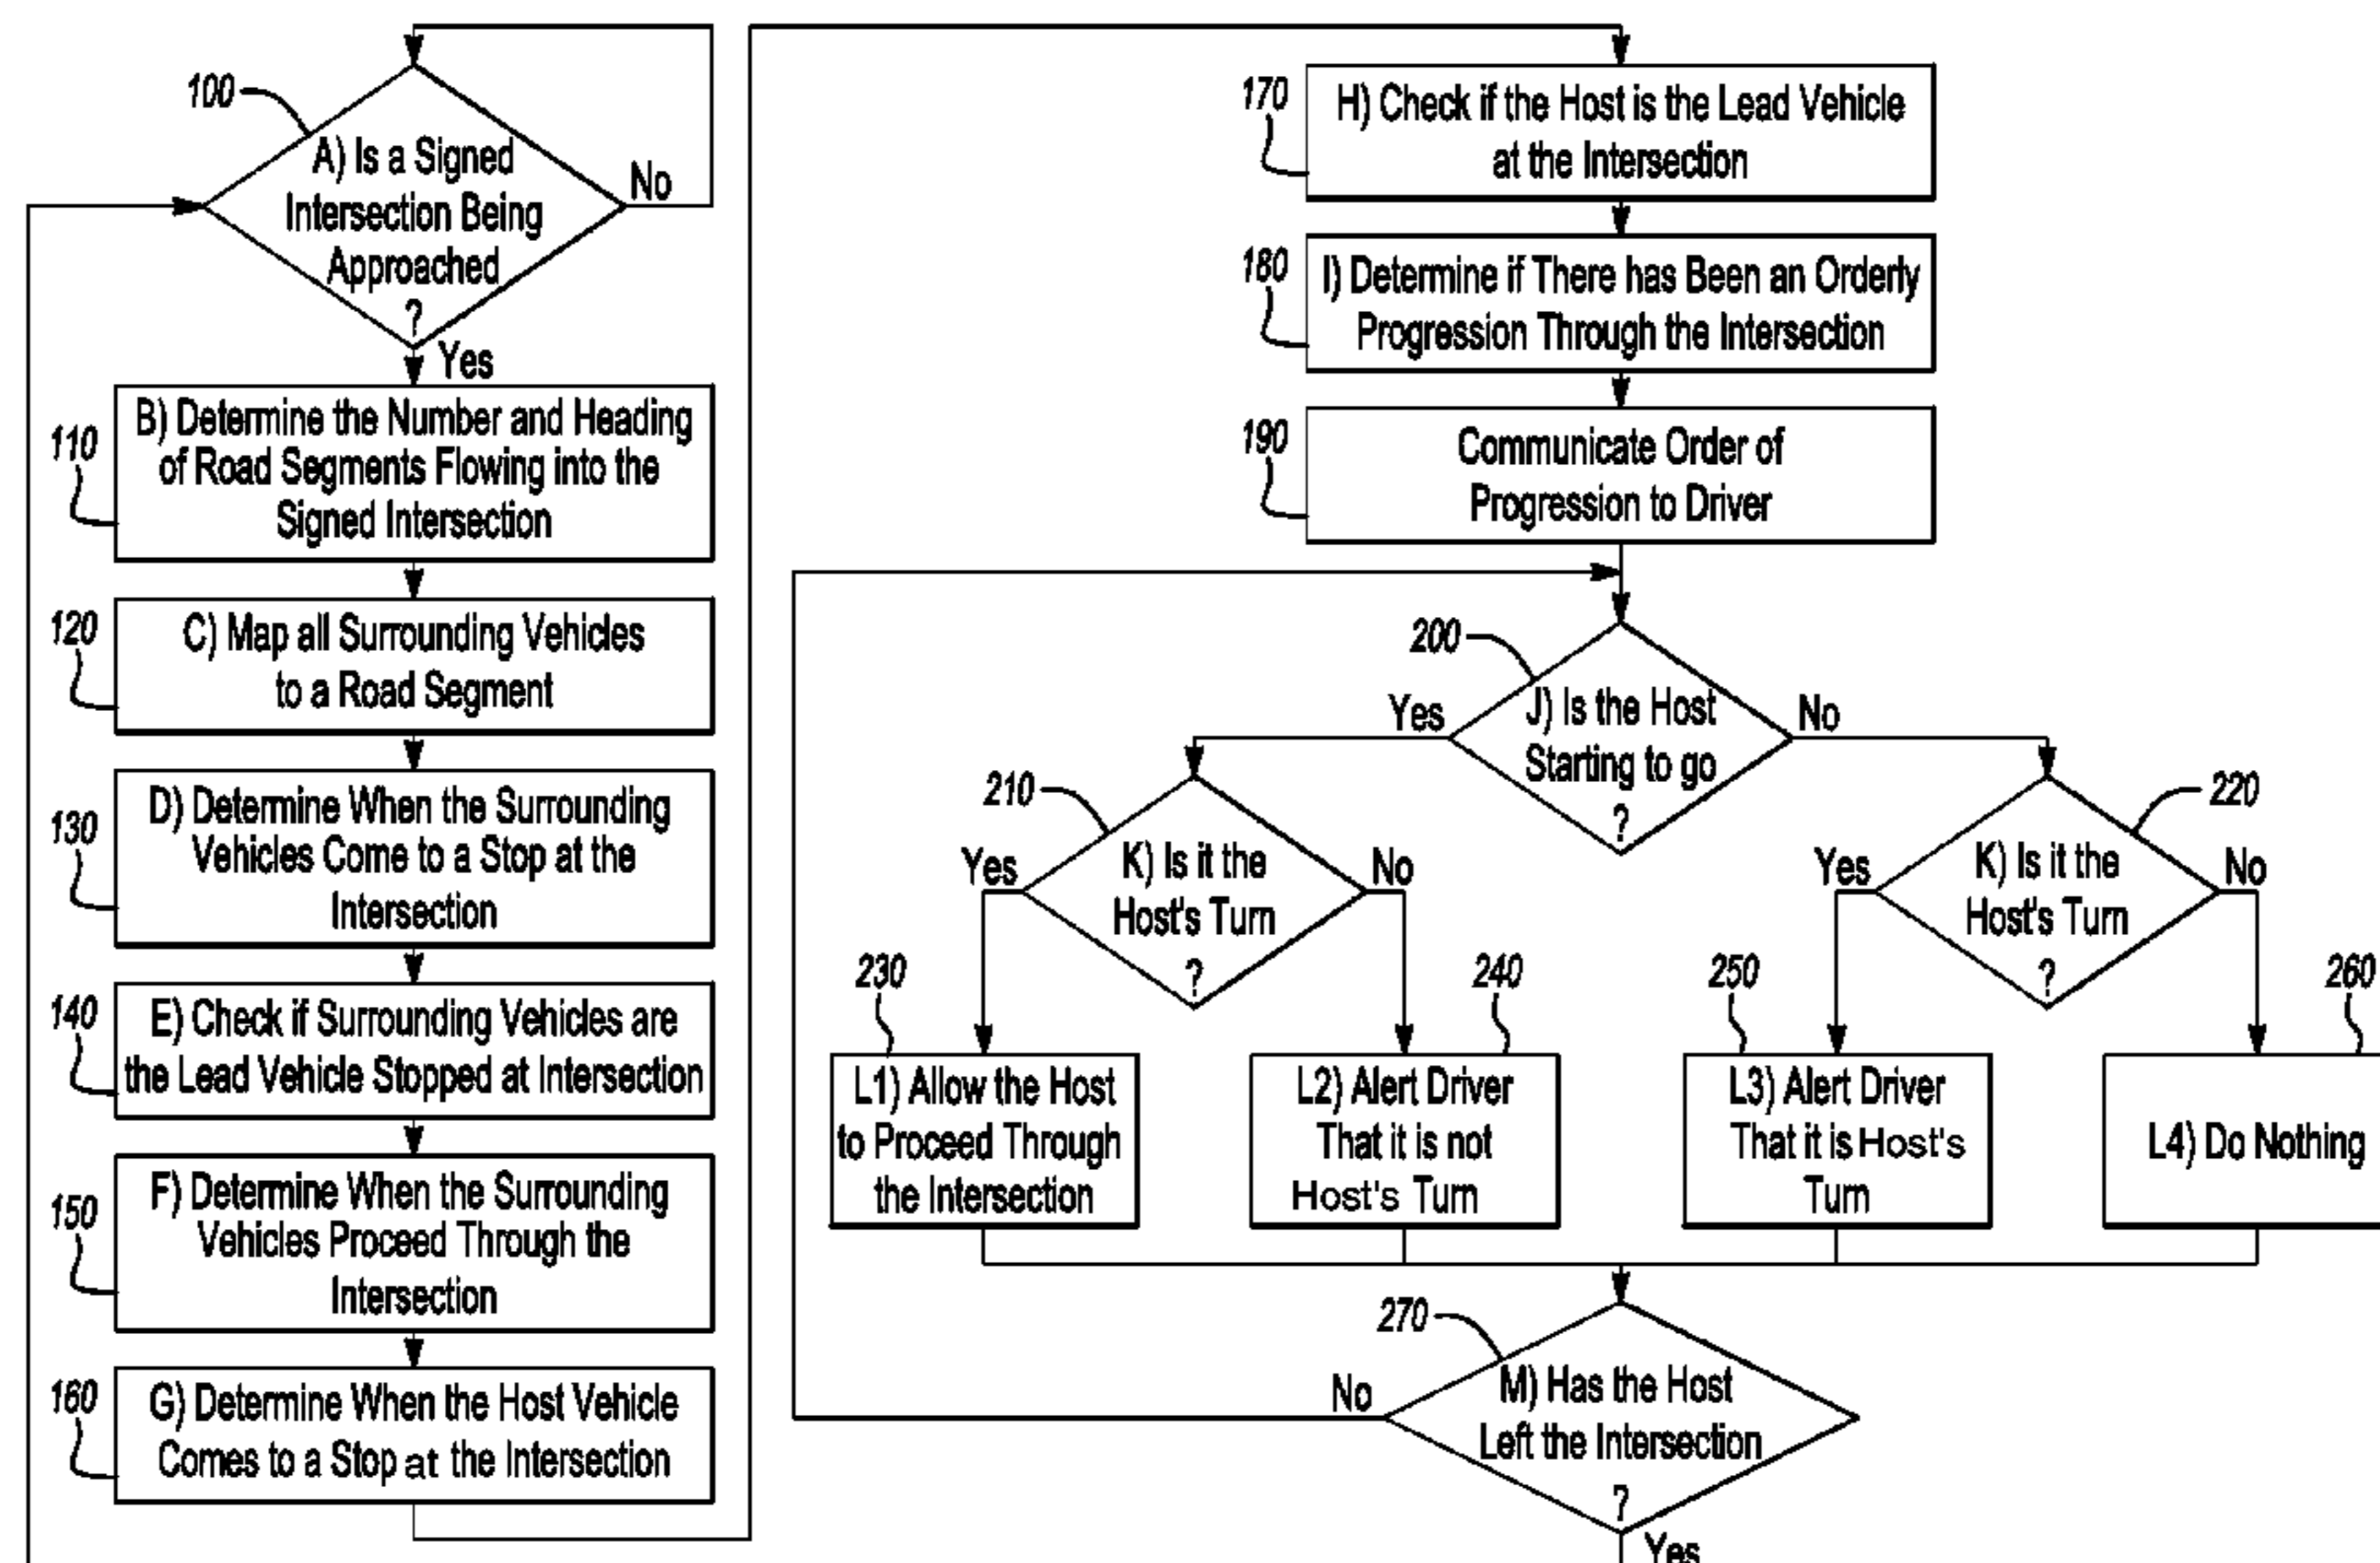 100
A) Is a Signed
Intersection Being
Approached
?
No
Yes
110
B) Determine the Number and Heading
of Road Segments Flowing into the
Signed Intersection
120
C) Map all Surrounding Vehicles
to a Road Segment
130
D) Determine When the Surrounding
Vehicles Come to a Stop at the
Intersection
140
E) Check if Surrounding Vehicles are
the Lead Vehicle Stopped at Intersection
150
F) Determine When the Surrounding
Vehicles Proceed Through the
Intersection
160
G) Determine When the Host Vehicle
Comes to a Stop at the Intersection
170
H) Check if the Host is the Lead Vehicle
at the Intersection
180
I) Determine if There has Been an Orderly
Progression Through the Intersection
190
Communicate Order of
Progression to Driver
200
J) Is the Host
Starting to go
?
Yes
No
210
K) Is it the
Host's Turn
?
Yes
No
220
K) Is it the
Host's Turn
?
Yes
No
230
L1) Allow the Host
to Proceed Through
the Intersection
240
L2) Alert Driver
That it is not
Host's Turn
250
L3) Alert Driver
That it is Host's
Turn
260
L4) Do Nothing
270
M) Has the Host
Left the Intersection
?
No
Yes